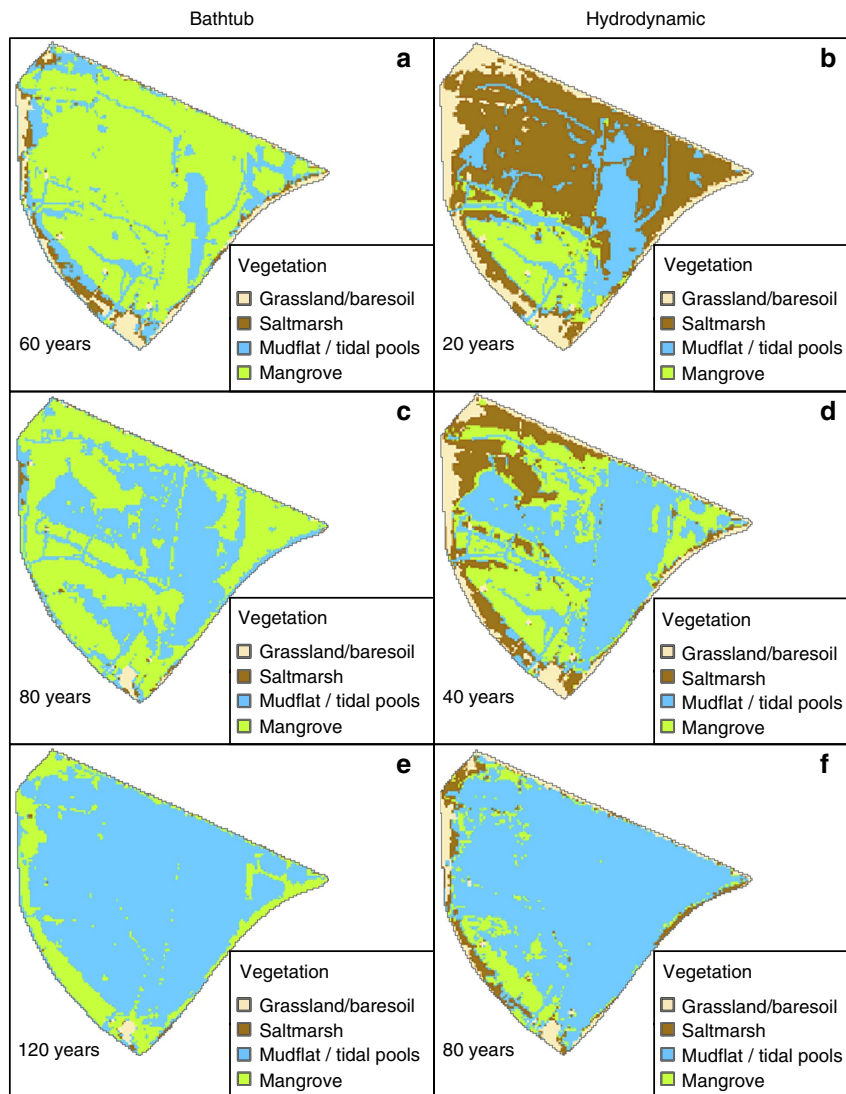 Bathtub
Hydrodynamic
a
Vegetation
Grassland/baresoil
Saltmarsh
Mudflat / tidal pools
Mangrove
60 years
b
Vegetation
Grassland/baresoil
Saltmarsh
Mudflat / tidal pools
Mangrove
20 years
c
Vegetation
Grassland/baresoil
Saltmarsh
Mudflat / tidal pools
Mangrove
80 years
d
Vegetation
Grassland/baresoil
Saltmarsh
Mudflat / tidal pools
Mangrove
40 years
e
Vegetation
Grassland/baresoil
Saltmarsh
Mudflat / tidal pools
Mangrove
120 years
f
Vegetation
Grassland/baresoil
Saltmarsh
Mudflat / tidal pools
Mangrove
80 years